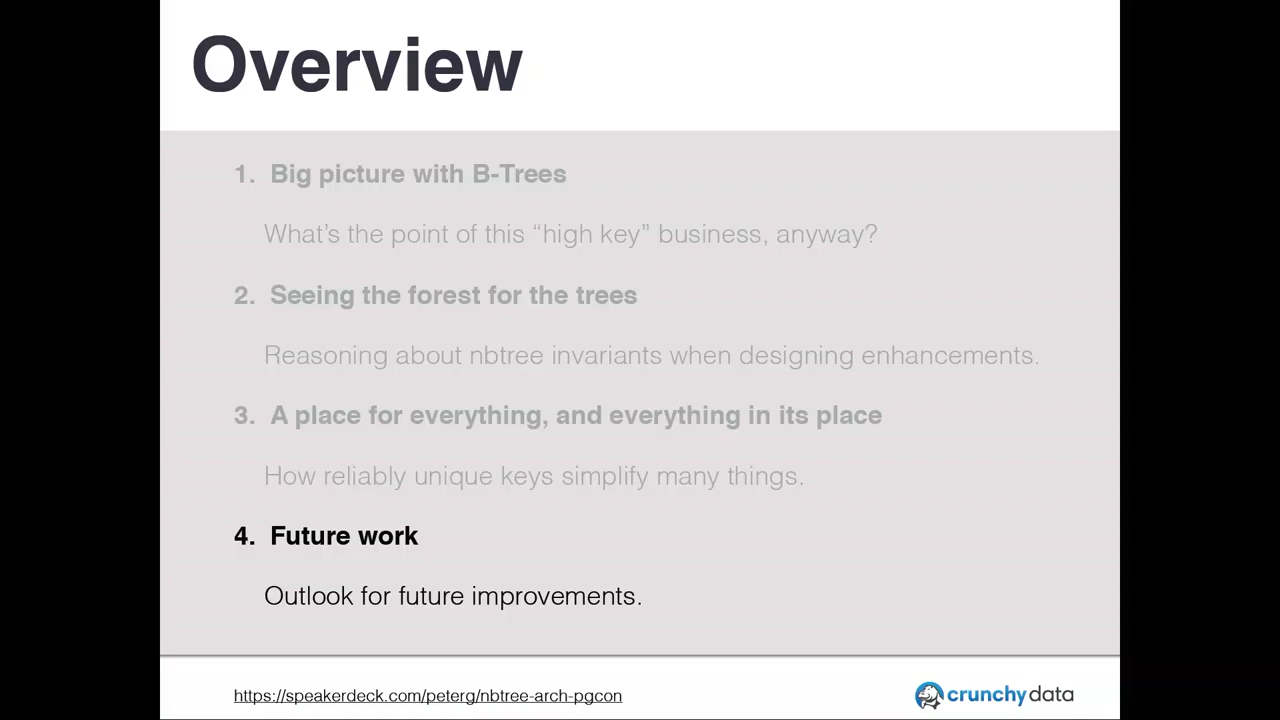 Overview
1. Big picture with B-Trees
What’s the point of this “high key” business, anyway?
2. Seeing the forest for the trees
Reasoning about nbtree invariants when designing enhancements.
3. A place for everything, and everything in its place
How reliably unique keys simplify many things.
4. Future work
Outlook for future improvements.
https://speakerdeck.com/peterg/nbtree-arch-pgcon
crunchydata